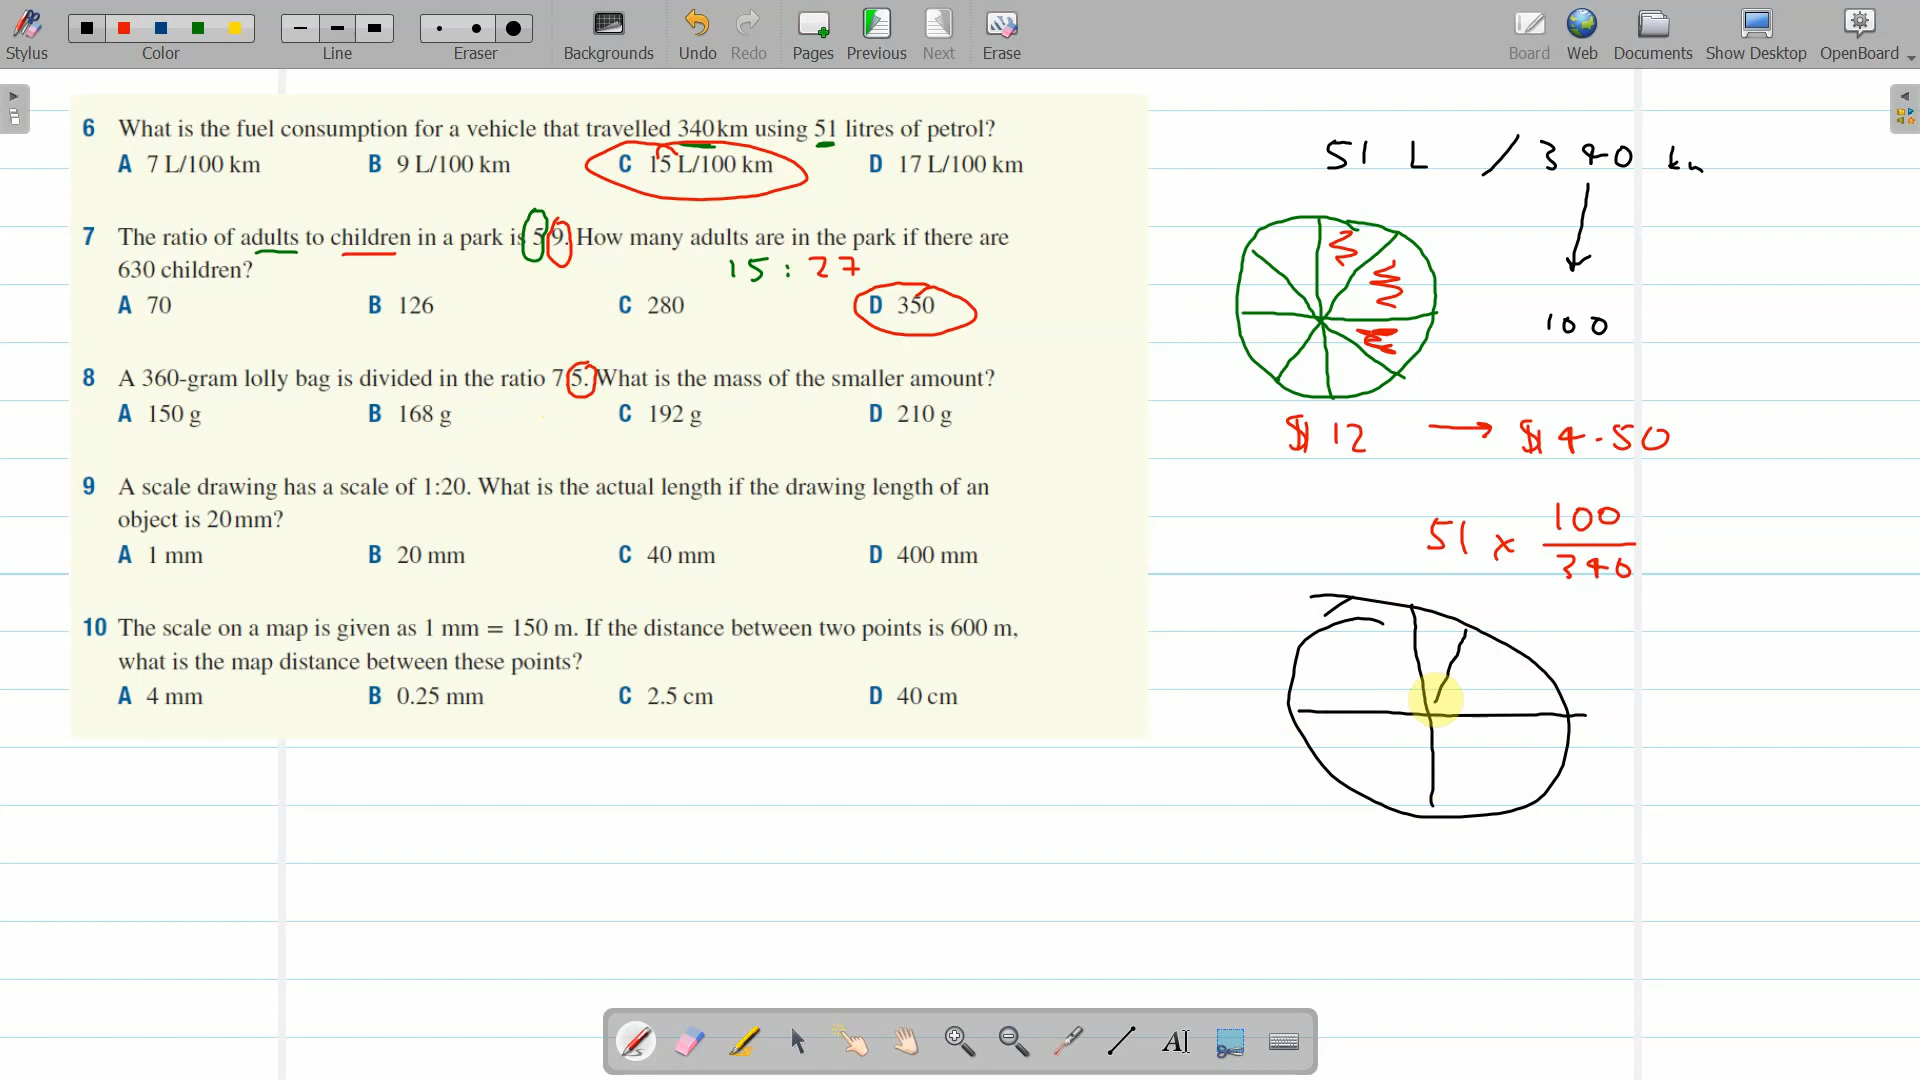 Stylus Color Line Eraser Backgrounds Undo Redo Pages Previous Next Erase Board Web Documents Show Desktop OpenBoard
6 What is the fuel consumption for a vehicle that travelled 340 km using 51 litres of petrol?
A 7 L/100 km B 9 L/100 km C 15 L/100 km D 17 L/100 km
7 The ratio of adults to children in a park is 5:9. How many adults are in the park if there are
630 children?
15 : 27
A 70 B 126 C 280 D 350
8 A 360-gram lolly bag is divided in the ratio 7:5. What is the mass of the smaller amount?
A 150 g B 168 g C 192 g D 210 g
9 A scale drawing has a scale of 1:20. What is the actual length if the drawing length of an
object is 20 mm?
A 1 mm B 20 mm C 40 mm D 400 mm
10 The scale on a map is given as 1 mm = 150 m. If the distance between two points is 600 m,
what is the map distance between these points?
A 4 mm B 0.25 mm C 2.5 cm D 40 cm
51 L / 340 km
100
$12 → $4.50
51 × 100
340
AI